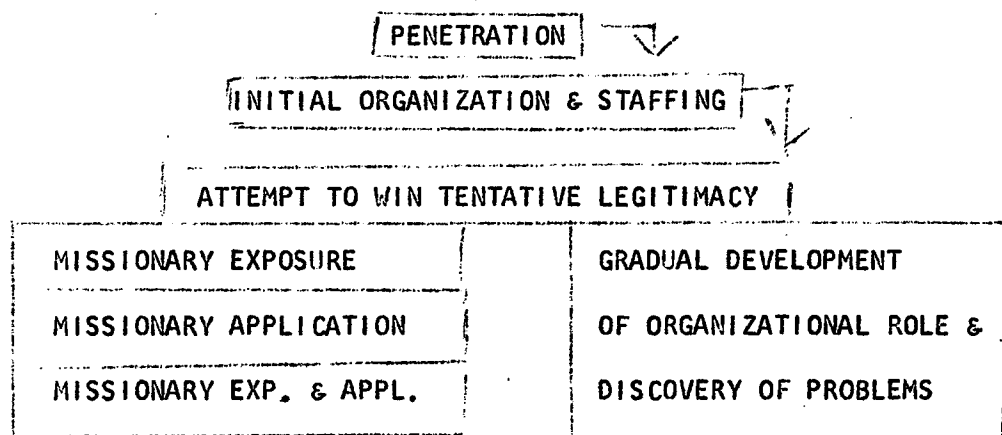 PENETRATION
INITIAL ORGANIZATION & STAFFING
ATTEMPT TO WIN TENTATIVE LEGITIMACY
MISSIONARY EXPOSURE
MISSIONARY APPLICATION
MISSIONARY EXP. & APPL.
GRADUAL DEVELOPMENT
OF ORGANIZATIONAL ROLE &
DISCOVERY OF PROBLEMS